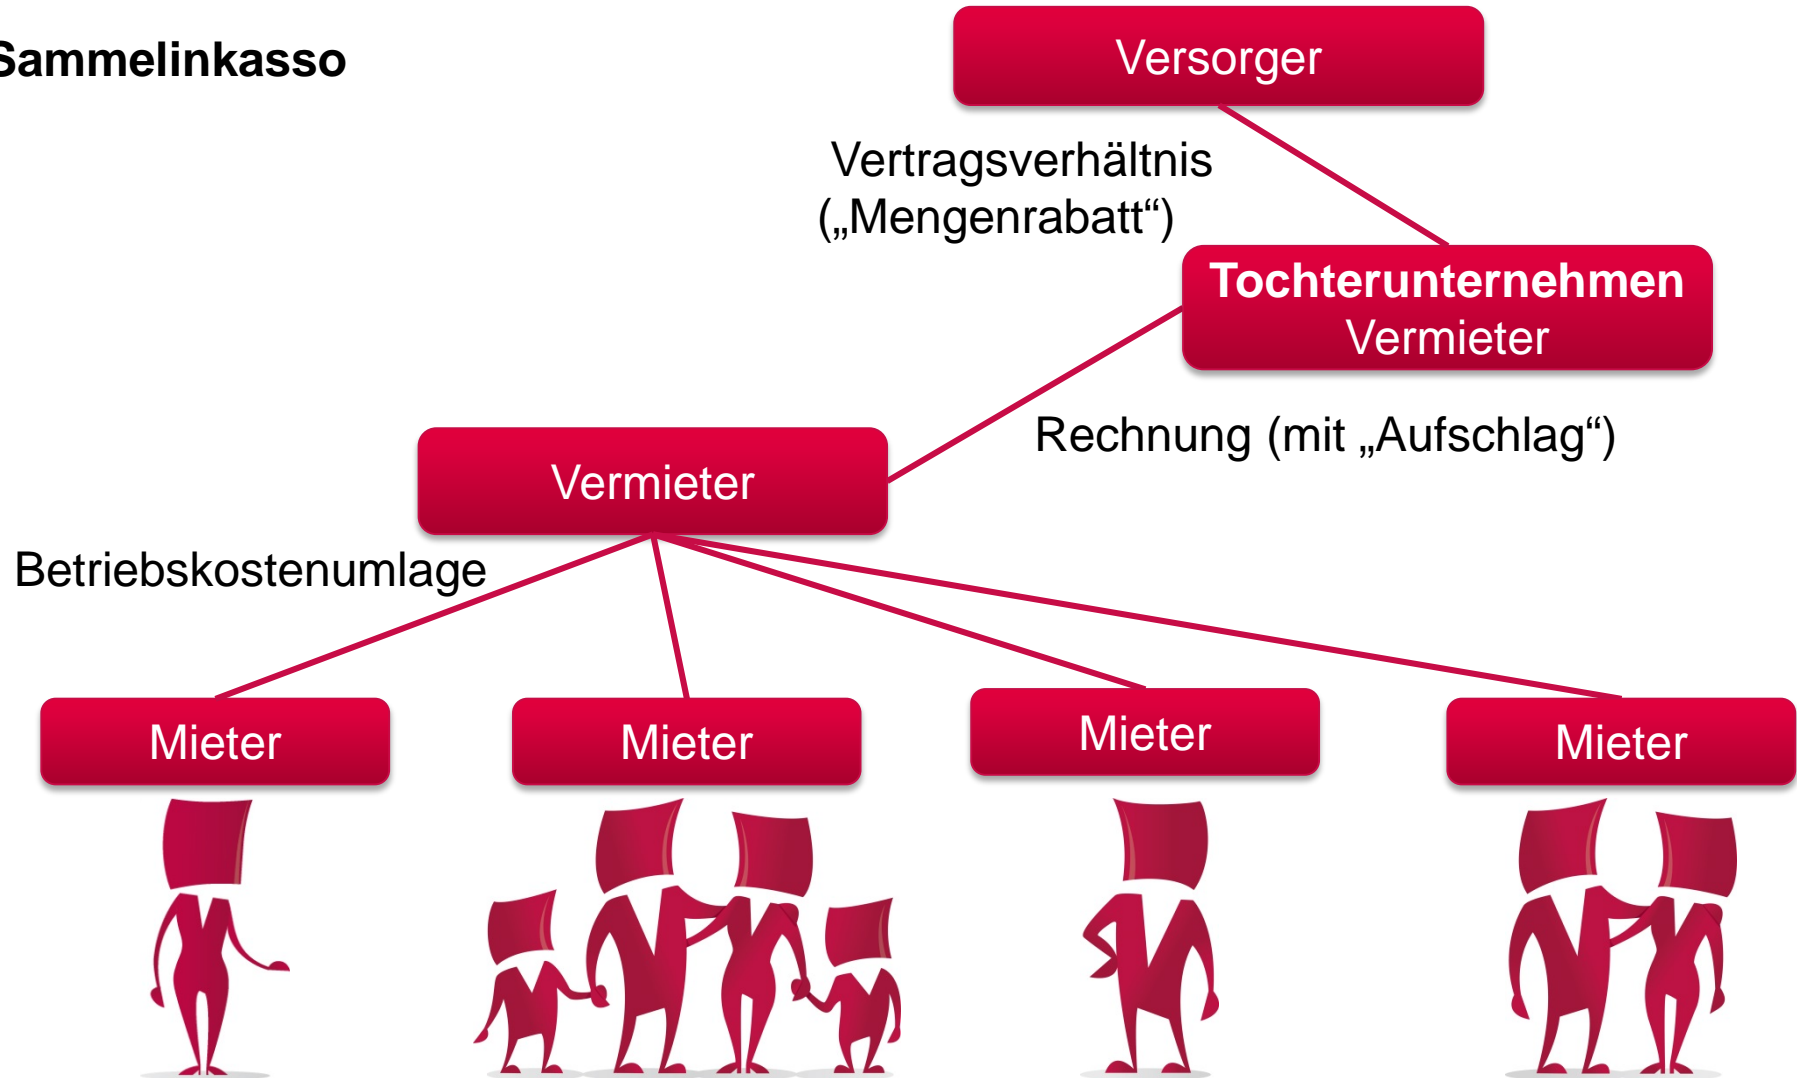 Sammelinkasso
Versorger
Vertragsverhältnis
(„Mengenrabatt“)
Tochterunternehmen
Vermieter
Rechnung (mit „Aufschlag“)
Vermieter
Betriebskostenumlage
Mieter
Mieter
Mieter
Mieter